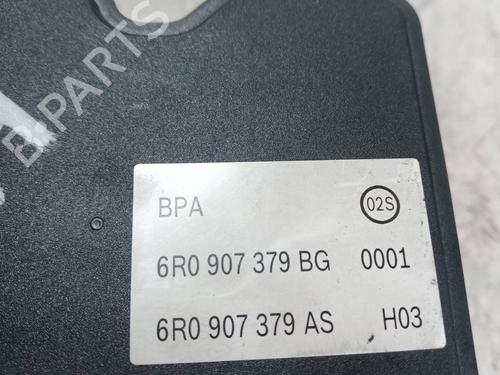 B-PARTS
BPA 02S
6R0 907 379 BG 0001
6R0 907 379 AS H03